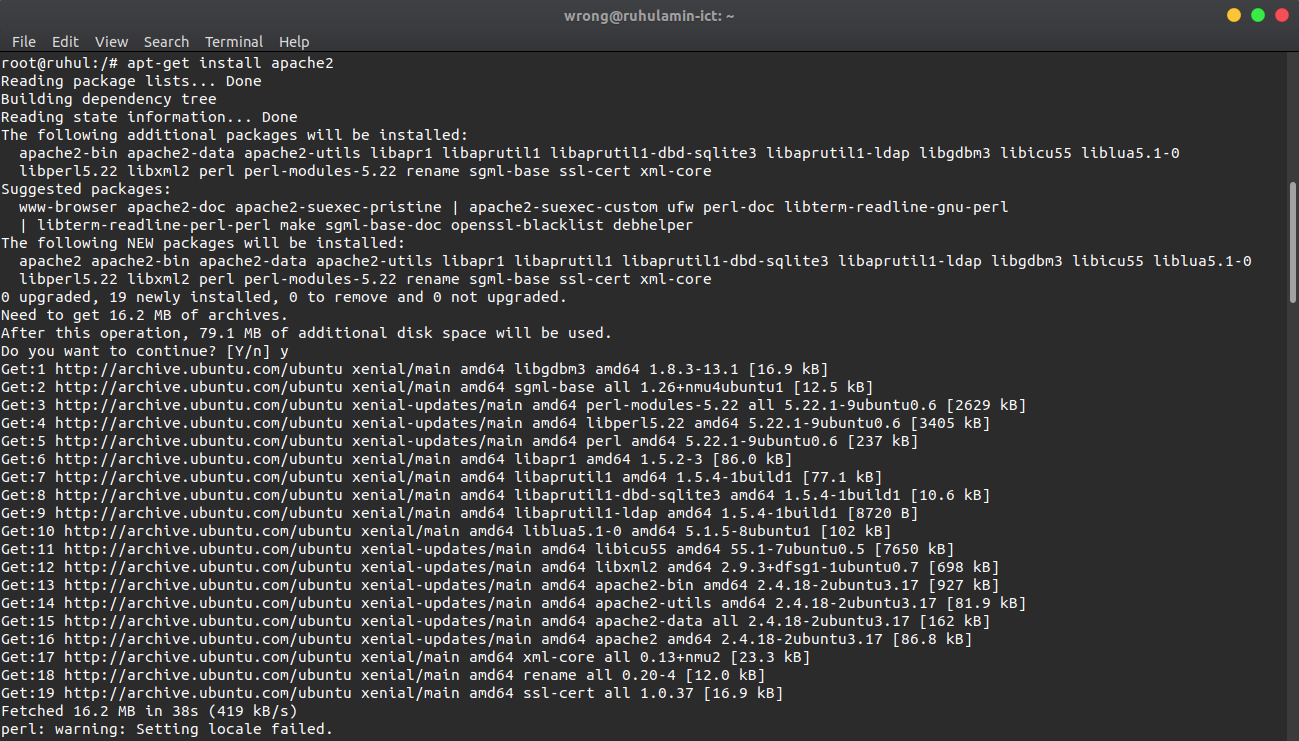 wrong@ruhulamin-ict: ~
File Edit View Search Terminal Help
root@ruhul:/# apt-get install apache2
Reading package lists... Done
Building dependency tree
Reading state information... Done
The following additional packages will be installed:
  apache2-bin apache2-data apache2-utils libapr1 libaprutil1 libaprutil1-dbd-sqlite3 libaprutil1-ldap libgdbm3 libicu55 liblua5.1-0
  libperl5.22 libxml2 perl perl-modules-5.22 rename sgml-base ssl-cert xml-core
Suggested packages:
  www-browser apache2-doc apache2-suexec-pristine | apache2-suexec-custom ufw perl-doc libterm-readline-gnu-perl
  | libterm-readline-perl-perl make sgml-base-doc openssl-blacklist debhelper
The following NEW packages will be installed:
  apache2 apache2-bin apache2-data apache2-utils libapr1 libaprutil1 libaprutil1-dbd-sqlite3 libaprutil1-ldap libgdbm3 libicu55 liblua5.1-0
  libperl5.22 libxml2 perl perl-modules-5.22 rename sgml-base ssl-cert xml-core
0 upgraded, 19 newly installed, 0 to remove and 0 not upgraded.
Need to get 16.2 MB of archives.
After this operation, 79.1 MB of additional disk space will be used.
Do you want to continue? [Y/n] y
Get:1 http://archive.ubuntu.com/ubuntu xenial/main amd64 libgdbm3 amd64 1.8.3-13.1 [16.9 kB]
Get:2 http://archive.ubuntu.com/ubuntu xenial/main amd64 sgml-base all 1.26+nmu4ubuntu1 [12.5 kB]
Get:3 http://archive.ubuntu.com/ubuntu xenial-updates/main amd64 perl-modules-5.22 all 5.22.1-9ubuntu0.6 [2629 kB]
Get:4 http://archive.ubuntu.com/ubuntu xenial-updates/main amd64 libperl5.22 amd64 5.22.1-9ubuntu0.6 [3405 kB]
Get:5 http://archive.ubuntu.com/ubuntu xenial-updates/main amd64 perl amd64 5.22.1-9ubuntu0.6 [237 kB]
Get:6 http://archive.ubuntu.com/ubuntu xenial/main amd64 libapr1 amd64 1.5.2-3 [86.0 kB]
Get:7 http://archive.ubuntu.com/ubuntu xenial/main amd64 libaprutil1 amd64 1.5.4-1build1 [77.1 kB]
Get:8 http://archive.ubuntu.com/ubuntu xenial/main amd64 libaprutil1-dbd-sqlite3 amd64 1.5.4-1build1 [10.6 kB]
Get:9 http://archive.ubuntu.com/ubuntu xenial/main amd64 libaprutil1-ldap amd64 1.5.4-1build1 [8720 B]
Get:10 http://archive.ubuntu.com/ubuntu xenial/main amd64 liblua5.1-0 amd64 5.1.5-8ubuntu1 [102 kB]
Get:11 http://archive.ubuntu.com/ubuntu xenial-updates/main amd64 libicu55 amd64 55.1-7ubuntu0.5 [7650 kB]
Get:12 http://archive.ubuntu.com/ubuntu xenial-updates/main amd64 libxml2 amd64 2.9.3+dfsg1-1ubuntu0.7 [698 kB]
Get:13 http://archive.ubuntu.com/ubuntu xenial-updates/main amd64 apache2-bin amd64 2.4.18-2ubuntu3.17 [927 kB]
Get:14 http://archive.ubuntu.com/ubuntu xenial-updates/main amd64 apache2-utils amd64 2.4.18-2ubuntu3.17 [81.9 kB]
Get:15 http://archive.ubuntu.com/ubuntu xenial-updates/main amd64 apache2-data all 2.4.18-2ubuntu3.17 [162 kB]
Get:16 http://archive.ubuntu.com/ubuntu xenial-updates/main amd64 apache2 amd64 2.4.18-2ubuntu3.17 [86.8 kB]
Get:17 http://archive.ubuntu.com/ubuntu xenial/main amd64 xml-core all 0.13+nmu2 [23.3 kB]
Get:18 http://archive.ubuntu.com/ubuntu xenial/main amd64 rename all 0.20-4 [12.0 kB]
Get:19 http://archive.ubuntu.com/ubuntu xenial/main amd64 ssl-cert all 1.0.37 [16.9 kB]
Fetched 16.2 MB in 38s (419 kB/s)
perl: warning: Setting locale failed.